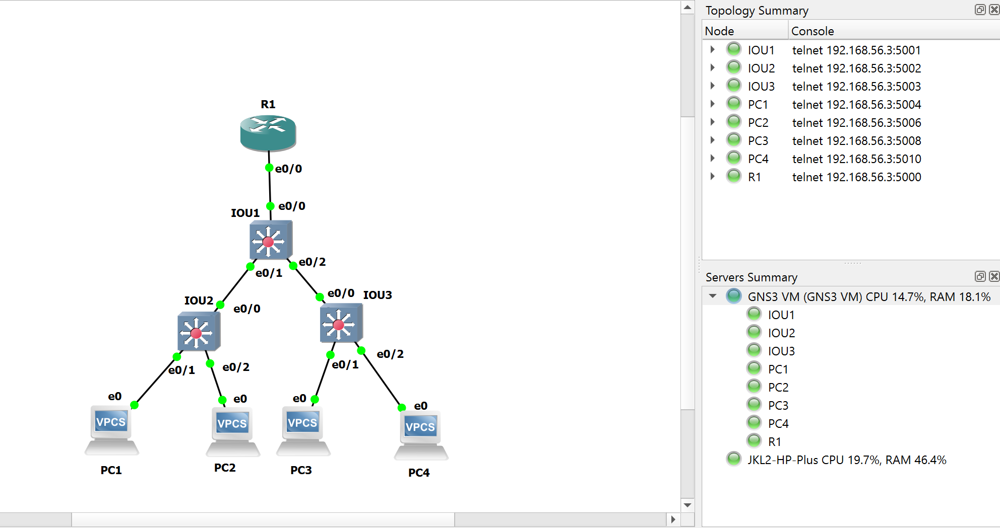 R1
e0/0
e0/0
IOU1
e0/2
e0/1
e0/0
IOU3
IOU2
e0/0
e0/1
e0/2
e0/1
e0/2
e0
e0
e0
e0
VPCS
VPCS
VPCS
VPCS
PC1
PC2
PC3
PC4
Topology Summary
Node Console
IOU1 telnet 192.168.56.3:5001
IOU2 telnet 192.168.56.3:5002
IOU3 telnet 192.168.56.3:5003
PC1 telnet 192.168.56.3:5004
PC2 telnet 192.168.56.3:5006
PC3 telnet 192.168.56.3:5008
PC4 telnet 192.168.56.3:5010
R1 telnet 192.168.56.3:5000
Servers Summary
GNS3 VM (GNS3 VM) CPU 14.7%, RAM 18.1%
IOU1
IOU2
IOU3
PC1
PC2
PC3
PC4
R1
JKL2-HP-Plus CPU 19.7%, RAM 46.4%